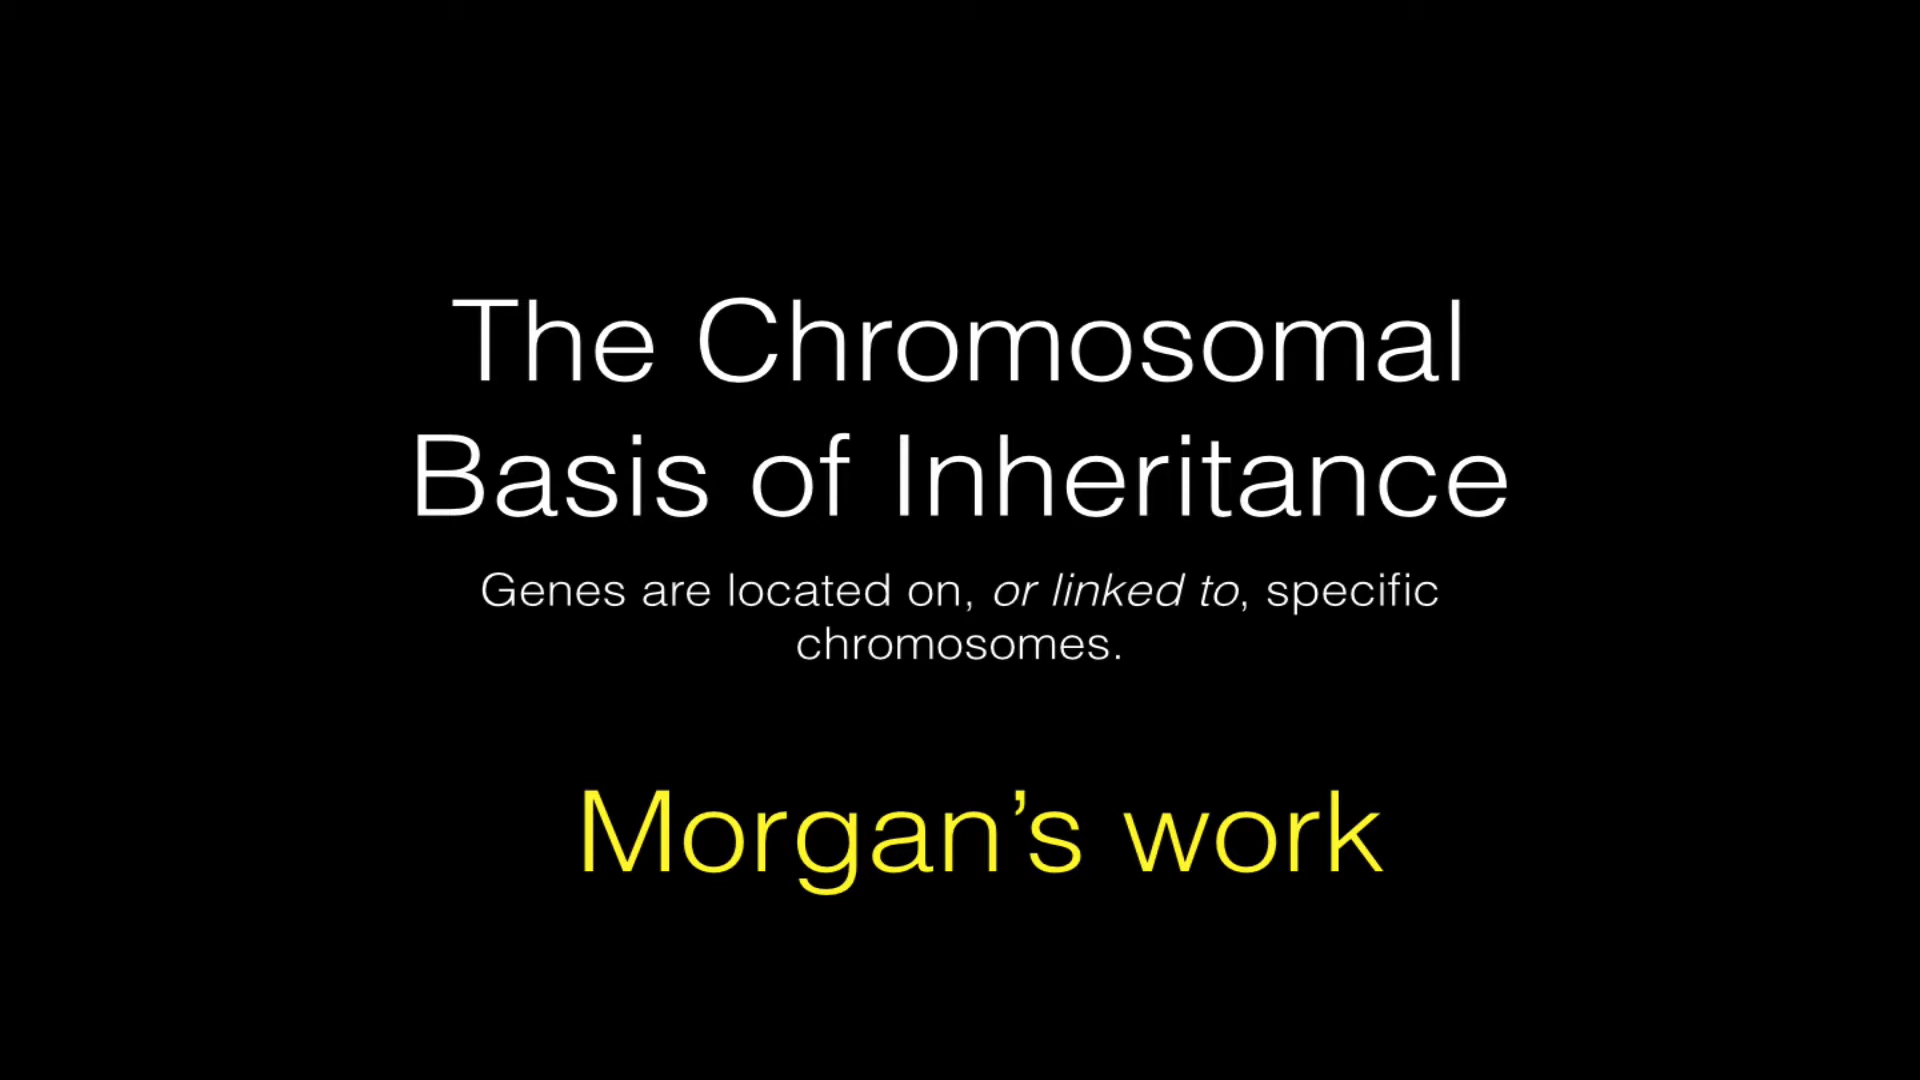 The Chromosomal
Basis of Inheritance
Genes are located on, or linked to, specific
chromosomes.
Morgan’s work